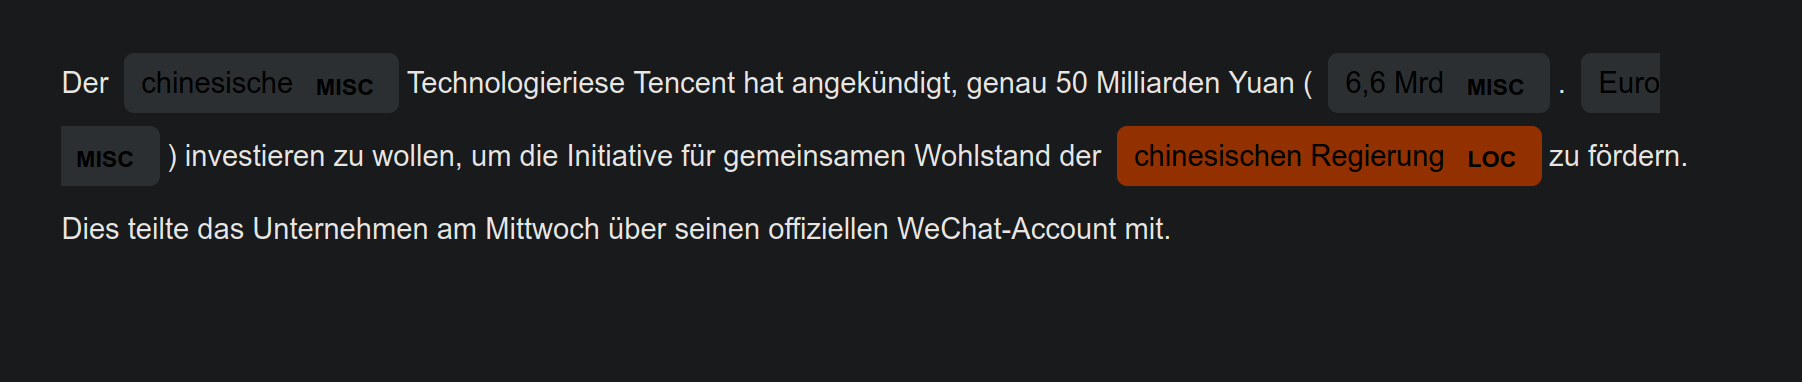 Der chinesische MISC Technologieriese Tencent hat angekündigt, genau 50 Milliarden Yuan ( 6,6 Mrd MISC . Euro
MISC ) investieren zu wollen, um die Initiative für gemeinsamen Wohlstand der chinesischen Regierung LOC zu fördern.
Dies teilte das Unternehmen am Mittwoch über seinen offiziellen WeChat-Account mit.